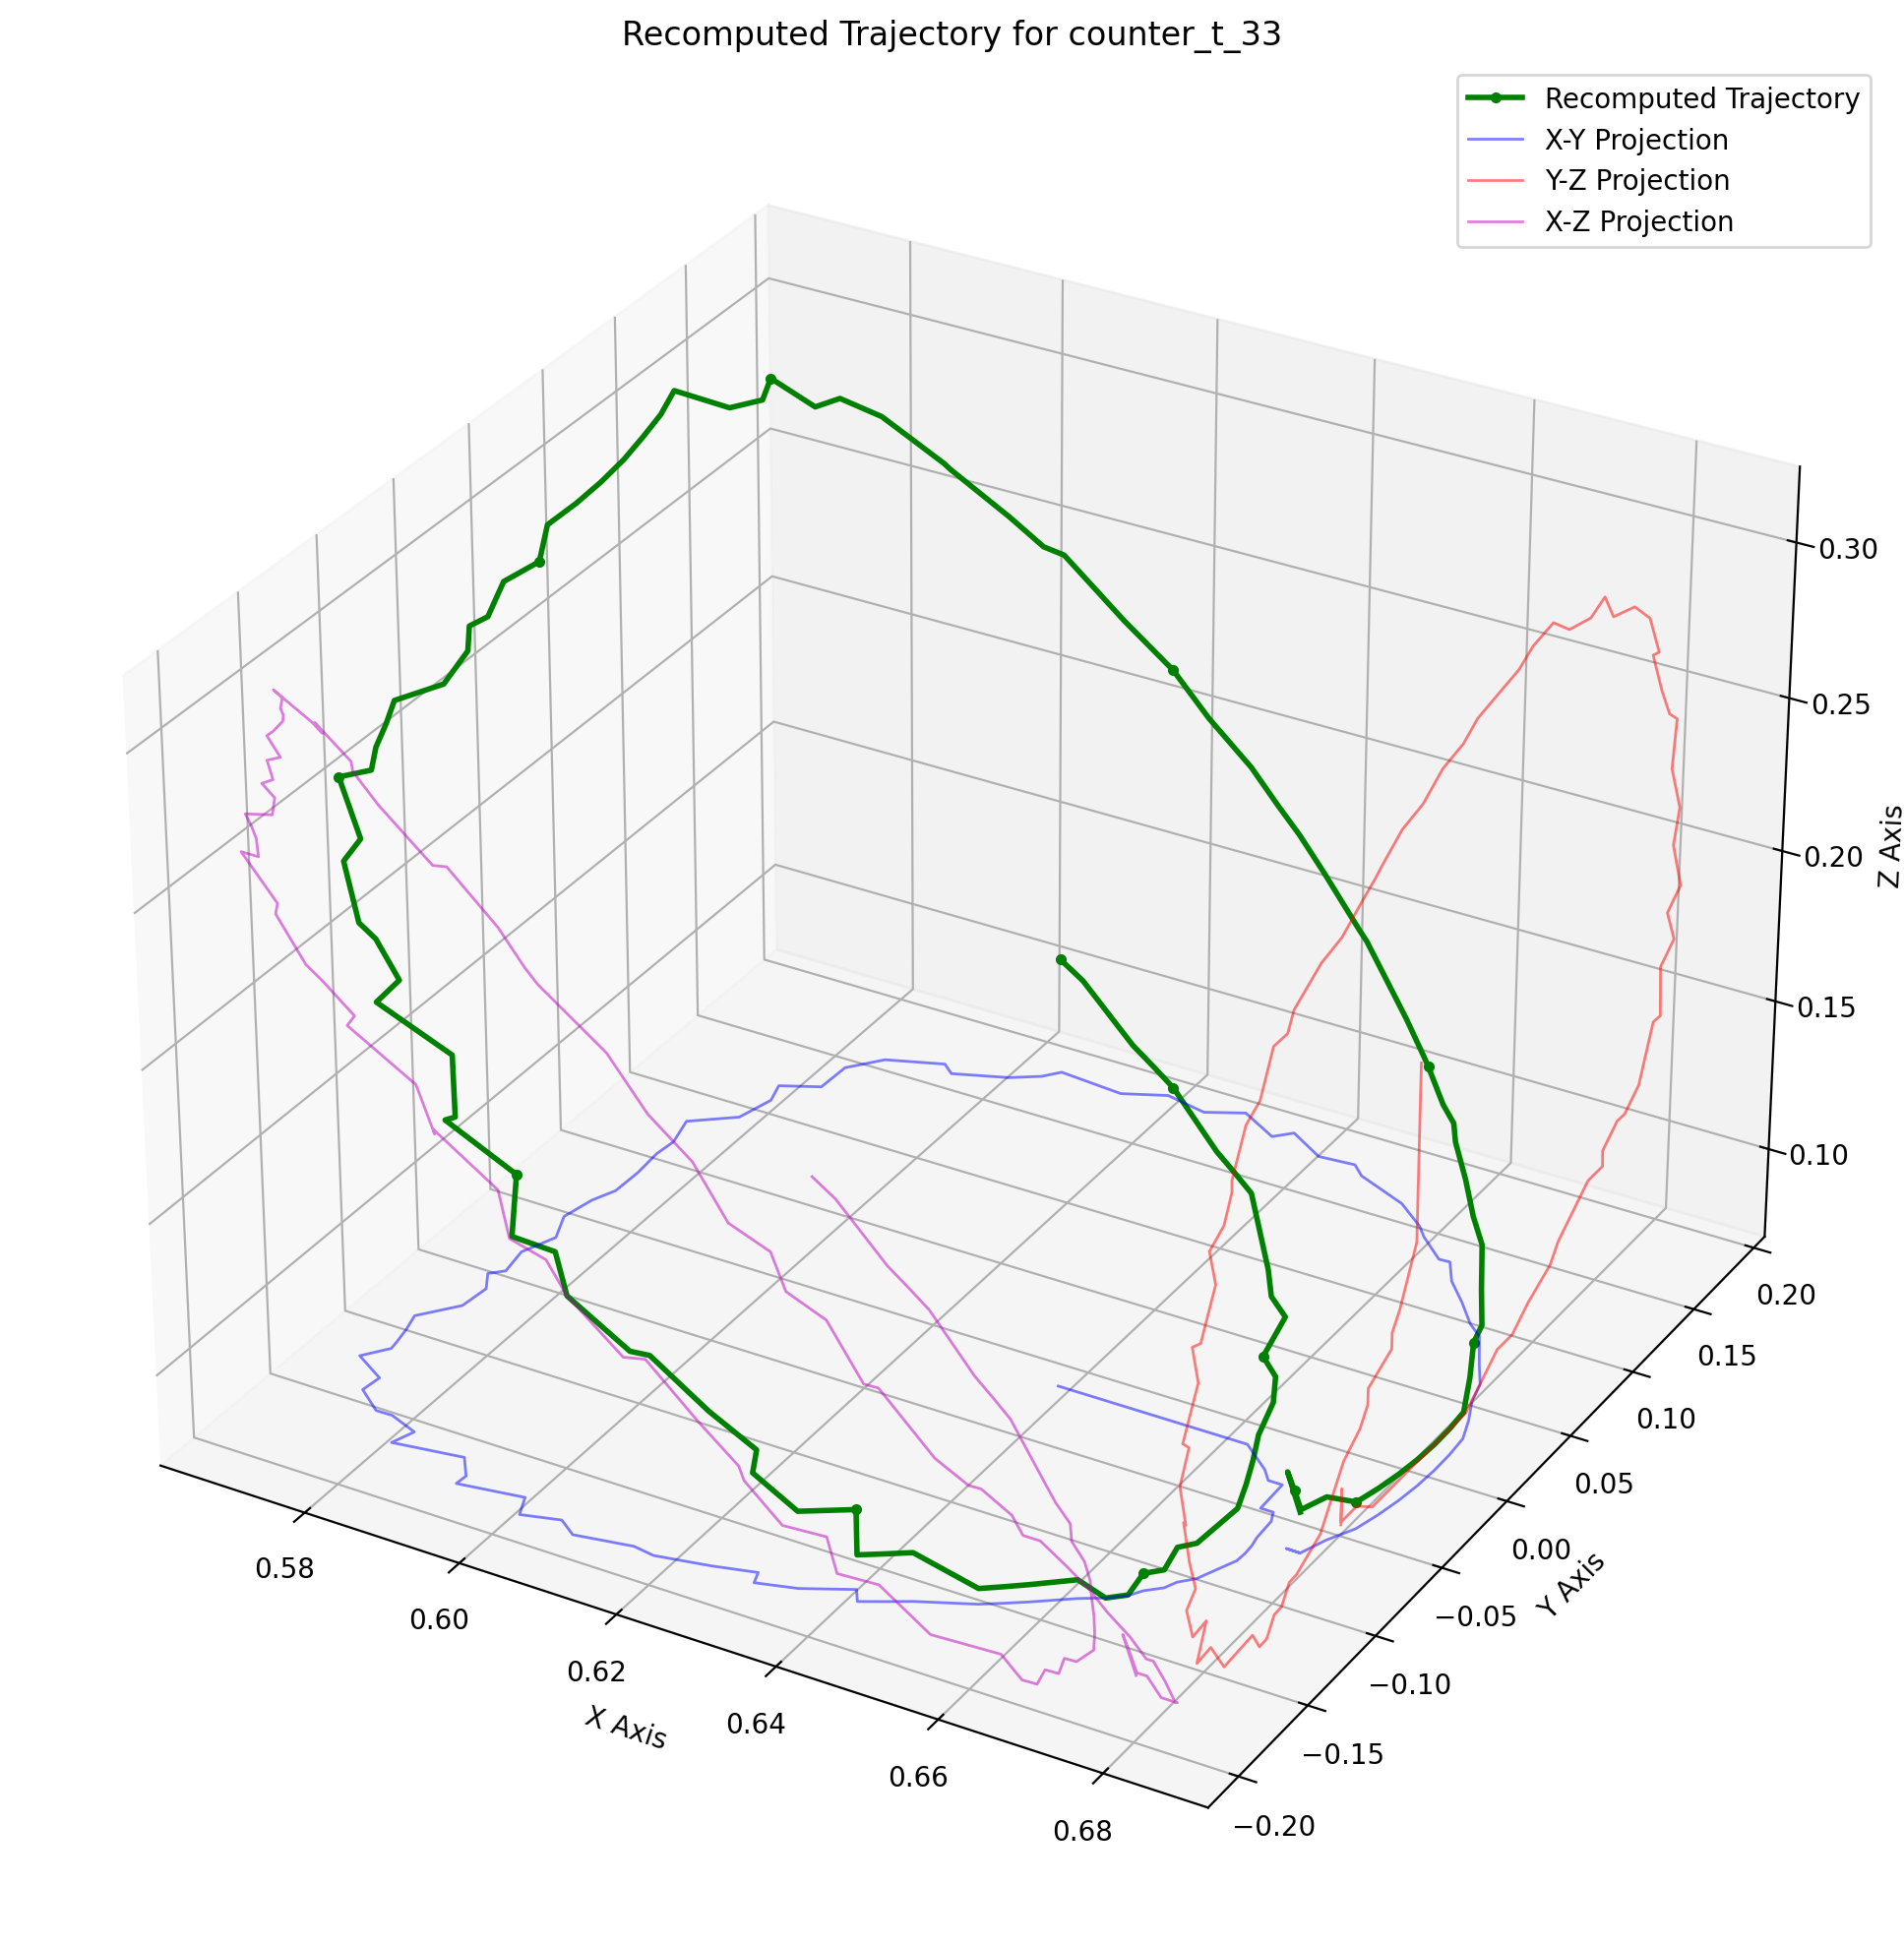 Recomputed Trajectory for counter_t_33
Recomputed Trajectory
X-Y Projection
Y-Z Projection
X-Z Projection
0.30
0.25
0.20
0.15
0.10
Z Axis
0.20
0.15
0.10
0.05
0.00
−0.05
−0.10
−0.15
−0.20
Y Axis
0.58
0.60
0.62
0.64
0.66
0.68
X Axis